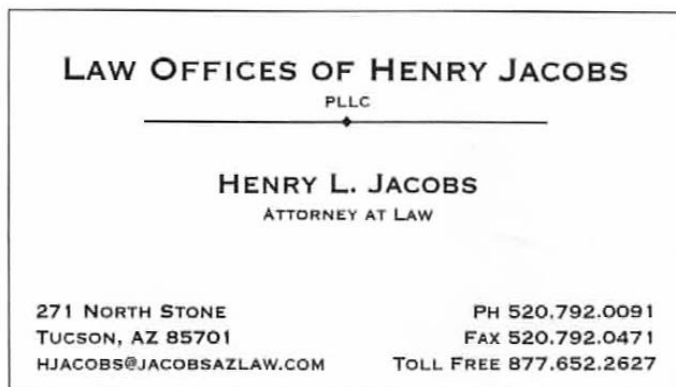 LAW OFFICES OF HENRY JACOBS
PLLC
HENRY L. JACOBS
ATTORNEY AT LAW
271 NORTH STONE
TUCSON, AZ 85701
HJACOBS@JACOBSAZLAW.COM
PH 520.792.0091
FAX 520.792.0471
TOLL FREE 877.652.2627